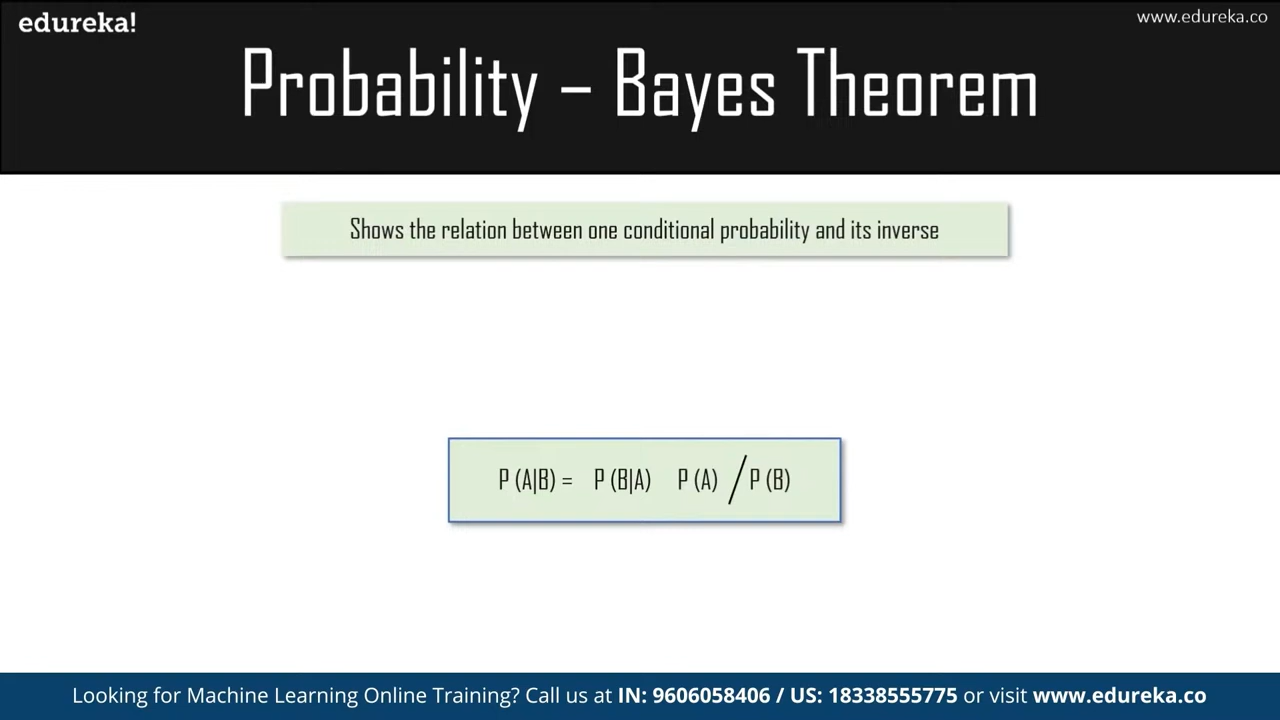 edureka!
www.edureka.co
Probability – Bayes Theorem
Shows the relation between one conditional probability and its inverse
P (A|B) = P (B|A) P (A) / P (B)
Looking for Machine Learning Online Training? Call us at IN: 9606058406 / US: 18338555775 or visit www.edureka.co